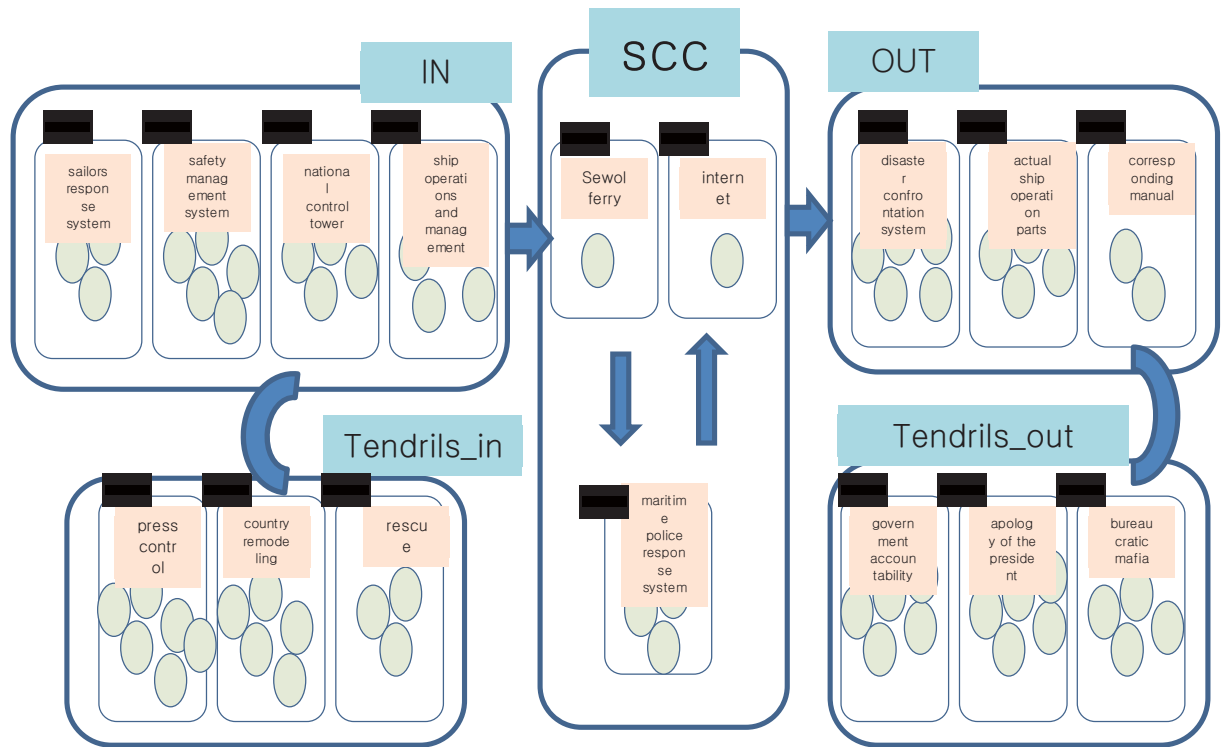 IN
SCC
OUT
sailors
respon
se
system
safety
manag
ement
system
nationa
l
control
tower
ship
operati
ons
and
manag
ement
Sewol
ferry
intern
et
disaste
r
confro
ntation
system
actual
ship
operati
on
parts
corresp
onding
manual
Tendrils_in
Tendrils_out
press
contr
ol
country
remode
ling
rescu
e
maritim
e
police
respon
se
system
govern
ment
accoun
tability
apolog
y of the
preside
nt
bureau
cratic
mafia